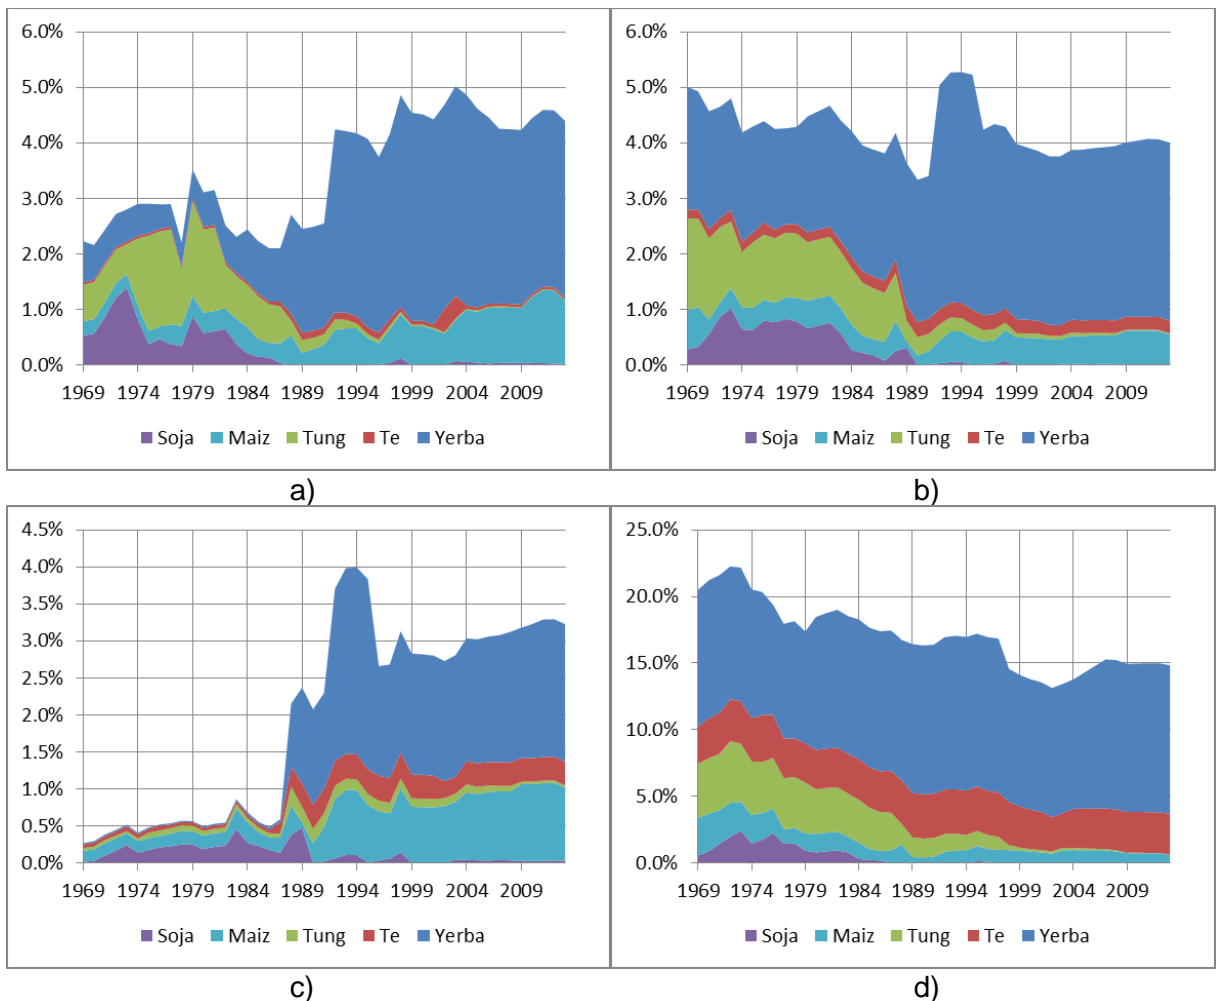 6.0%
5.0%
4.0%
3.0%
2.0%
1.0%
0.0%
1969 1974 1979 1984 1989 1994 1999 2004 2009
Soja Maiz Tung Te Yerba
a)
6.0%
5.0%
4.0%
3.0%
2.0%
1.0%
0.0%
1969 1974 1979 1984 1989 1994 1999 2004 2009
Soja Maiz Tung Te Yerba
b)
4.5%
4.0%
3.5%
3.0%
2.5%
2.0%
1.5%
1.0%
0.5%
0.0%
1969 1974 1979 1984 1989 1994 1999 2004 2009
Soja Maiz Tung Te Yerba
c)
25.0%
20.0%
15.0%
10.0%
5.0%
0.0%
1969 1974 1979 1984 1989 1994 1999 2004 2009
Soja Maiz Tung Te Yerba
d)